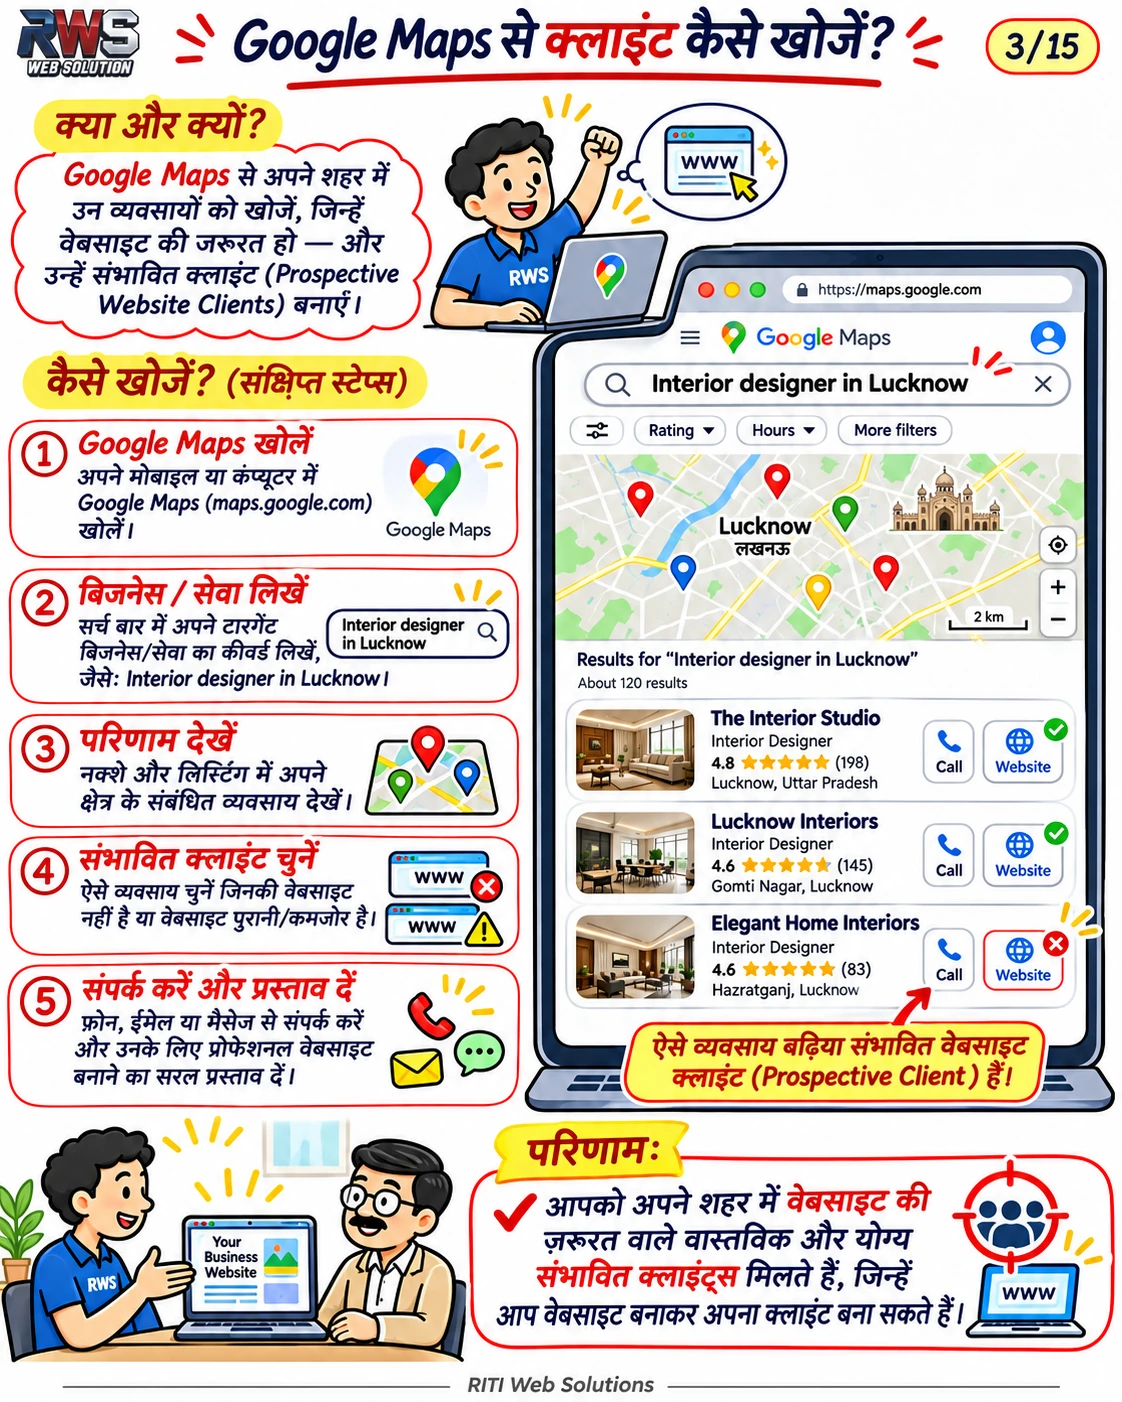 RWS
WEB SOLUTION
Google Maps से क्लाइंट कैसे खोजें?
3/15
क्या और क्यों?
Google Maps से अपने शहर में
उन व्यवसायों को खोजें, जिन्हें
वेबसाइट की जरूरत हो — और
उन्हें संभावित क्लाइंट (Prospective
Website Clients) बनाएँ।
www
RWS
कैसे खोजें? (संक्षिप्त स्टेप्स)
1 Google Maps खोलें
अपने मोबाइल या कंप्यूटर में
Google Maps (maps.google.com)
खोलें।
Google Maps
2 बिजनेस / सेवा लिखें
सर्च बार में अपने टारगेट
बिजनेस/सेवा का कीवर्ड लिखें,
जैसे: Interior designer in Lucknow।
Interior designer
in Lucknow
3 परिणाम देखें
नक्शे और लिस्टिंग में अपने
क्षेत्र के संबंधित व्यवसाय देखें।
4 संभावित क्लाइंट चुनें
ऐसे व्यवसाय चुनें जिनकी वेबसाइट
नहीं है या वेबसाइट पुरानी/कमजोर है।
www
www
5 संपर्क करें और प्रस्ताव दें
फ़ोन, ईमेल या मैसेज से संपर्क करें
और उनके लिए प्रोफेशनल वेबसाइट
बनाने का सरल प्रस्ताव दें।
https://maps.google.com
Google Maps
Interior designer in Lucknow
Rating
Hours
More filters
Lucknow
लखनऊ
2 km
Results for “Interior designer in Lucknow”
About 120 results
The Interior Studio
Interior Designer
4.8 (198)
Lucknow, Uttar Pradesh
Call
Website
Lucknow Interiors
Interior Designer
4.6 (145)
Gomti Nagar, Lucknow
Call
Website
Elegant Home Interiors
Interior Designer
4.6 (83)
Hazratganj, Lucknow
Call
Website
ऐसे व्यवसाय बढ़िया संभावित वेबसाइट
क्लाइंट (Prospective Client) हैं!
RWS
Your
Business
Website
परिणाम:
आपको अपने शहर में वेबसाइट की
ज़रूरत वाले वास्तविक और योग्य
संभावित क्लाइंट्स मिलते हैं, जिन्हें
आप वेबसाइट बनाकर अपना क्लाइंट बना सकते हैं।
www
RITI Web Solutions